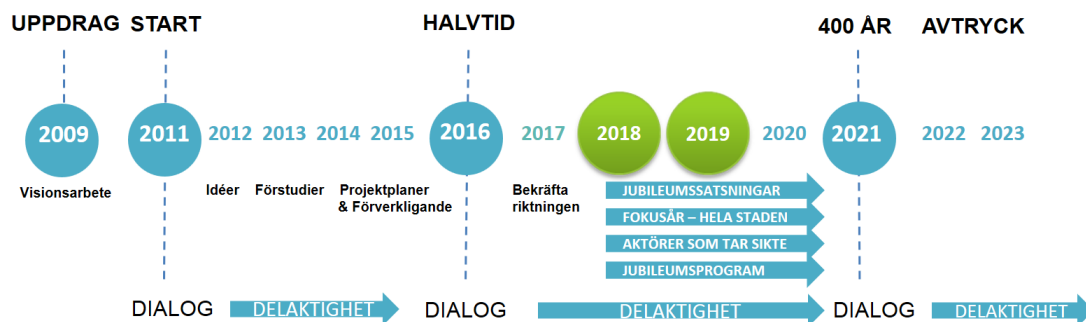 UPPDRAG START HALVTID 400 ÅR AVTRYCK
2009 2011 2012 2013 2014 2015 2016 2017 2018 2019 2020 2021 2022 2023
Visionsarbete
Idéer
Förstudier
Projektplaner
& Förverkligande
Bekräfta
riktningen
JUBILEUMSSATSNINGAR
FOKUSÅR – HELA STADEN
AKTÖRER SOM TAR SIKTE
JUBILEUMSPROGRAM
DIALOG DELAKTIGHET DIALOG DELAKTIGHET DIALOG DELAKTIGHET